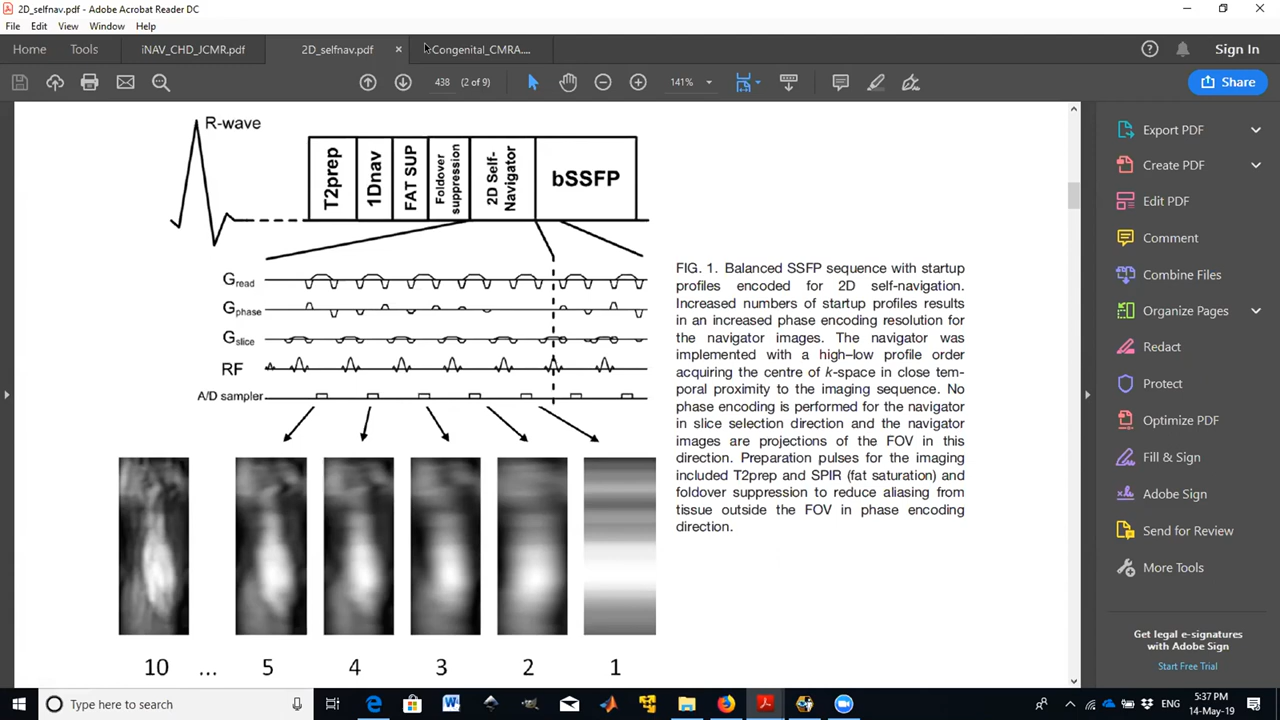 2D_selfnav.pdf - Adobe Acrobat Reader DC
File Edit View Window Help
Home Tools iNAV_CHD_JCMR.pdf 2D_selfnav.pdf × Congenital_CMRA.... Sign In
438 (2 of 9) 141% Share
R-wave
T2prep
1Dnav
FAT SUP
Foldover
suppression
2D Self-
Navigator
bSSFP
Gread
Gphase
Gslice
RF
A/D sampler
10 ... 5 4 3 2 1
FIG. 1. Balanced SSFP sequence with startup
profiles encoded for 2D self-navigation.
Increased numbers of startup profiles results
in an increased phase encoding resolution for
the navigator images. The navigator was
implemented with a high–low profile order
acquiring the centre of k-space in close tem-
poral proximity to the imaging sequence. No
phase encoding is performed for the navigator
in slice selection direction and the navigator
images are projections of the FOV in this
direction. Preparation pulses for the imaging
included T2prep and SPIR (fat saturation) and
foldover suppression to reduce aliasing from
tissue outside the FOV in phase encoding
direction.
Export PDF
Create PDF
Edit PDF
Comment
Combine Files
Organize Pages
Redact
Protect
Optimize PDF
Fill & Sign
Adobe Sign
Send for Review
More Tools
Get legal e-signatures
with Adobe Sign
Start Free Trial
Type here to search
ENG
5:37 PM
14-May-19